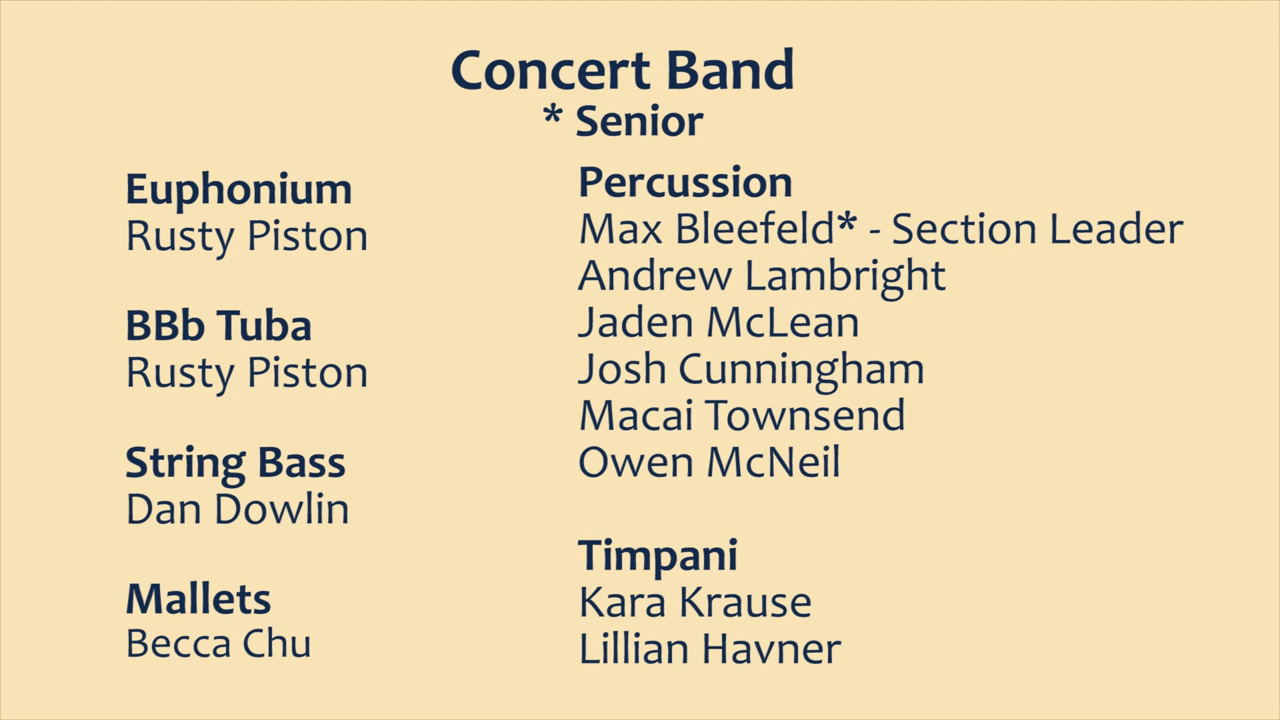 Concert Band
* Senior
Euphonium
Rusty Piston
BBb Tuba
Rusty Piston
String Bass
Dan Dowlin
Mallets
Becca Chu
Percussion
Max Bleefeld* - Section Leader
Andrew Lambright
Jaden McLean
Josh Cunningham
Macai Townsend
Owen McNeil
Timpani
Kara Krause
Lillian Havner